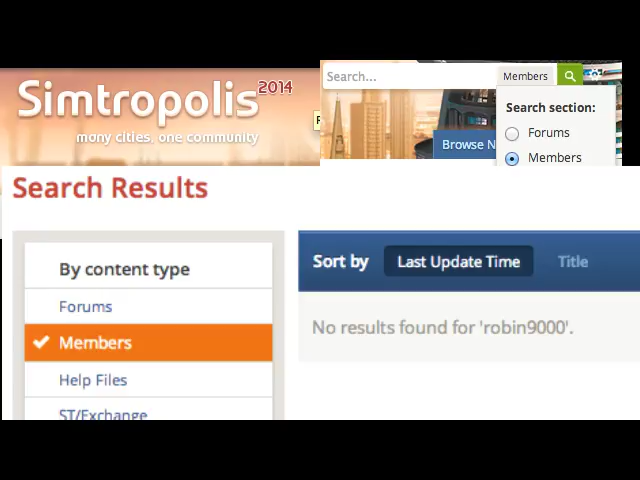 Simtropolis 2014
many cities, one community
Search...
Members
Search section:
Forums
Browse N
Members
Search Results
By content type
Forums
Members
Help Files
ST/Exchange
Sort by
Last Update Time
Title
No results found for 'robin9000'.